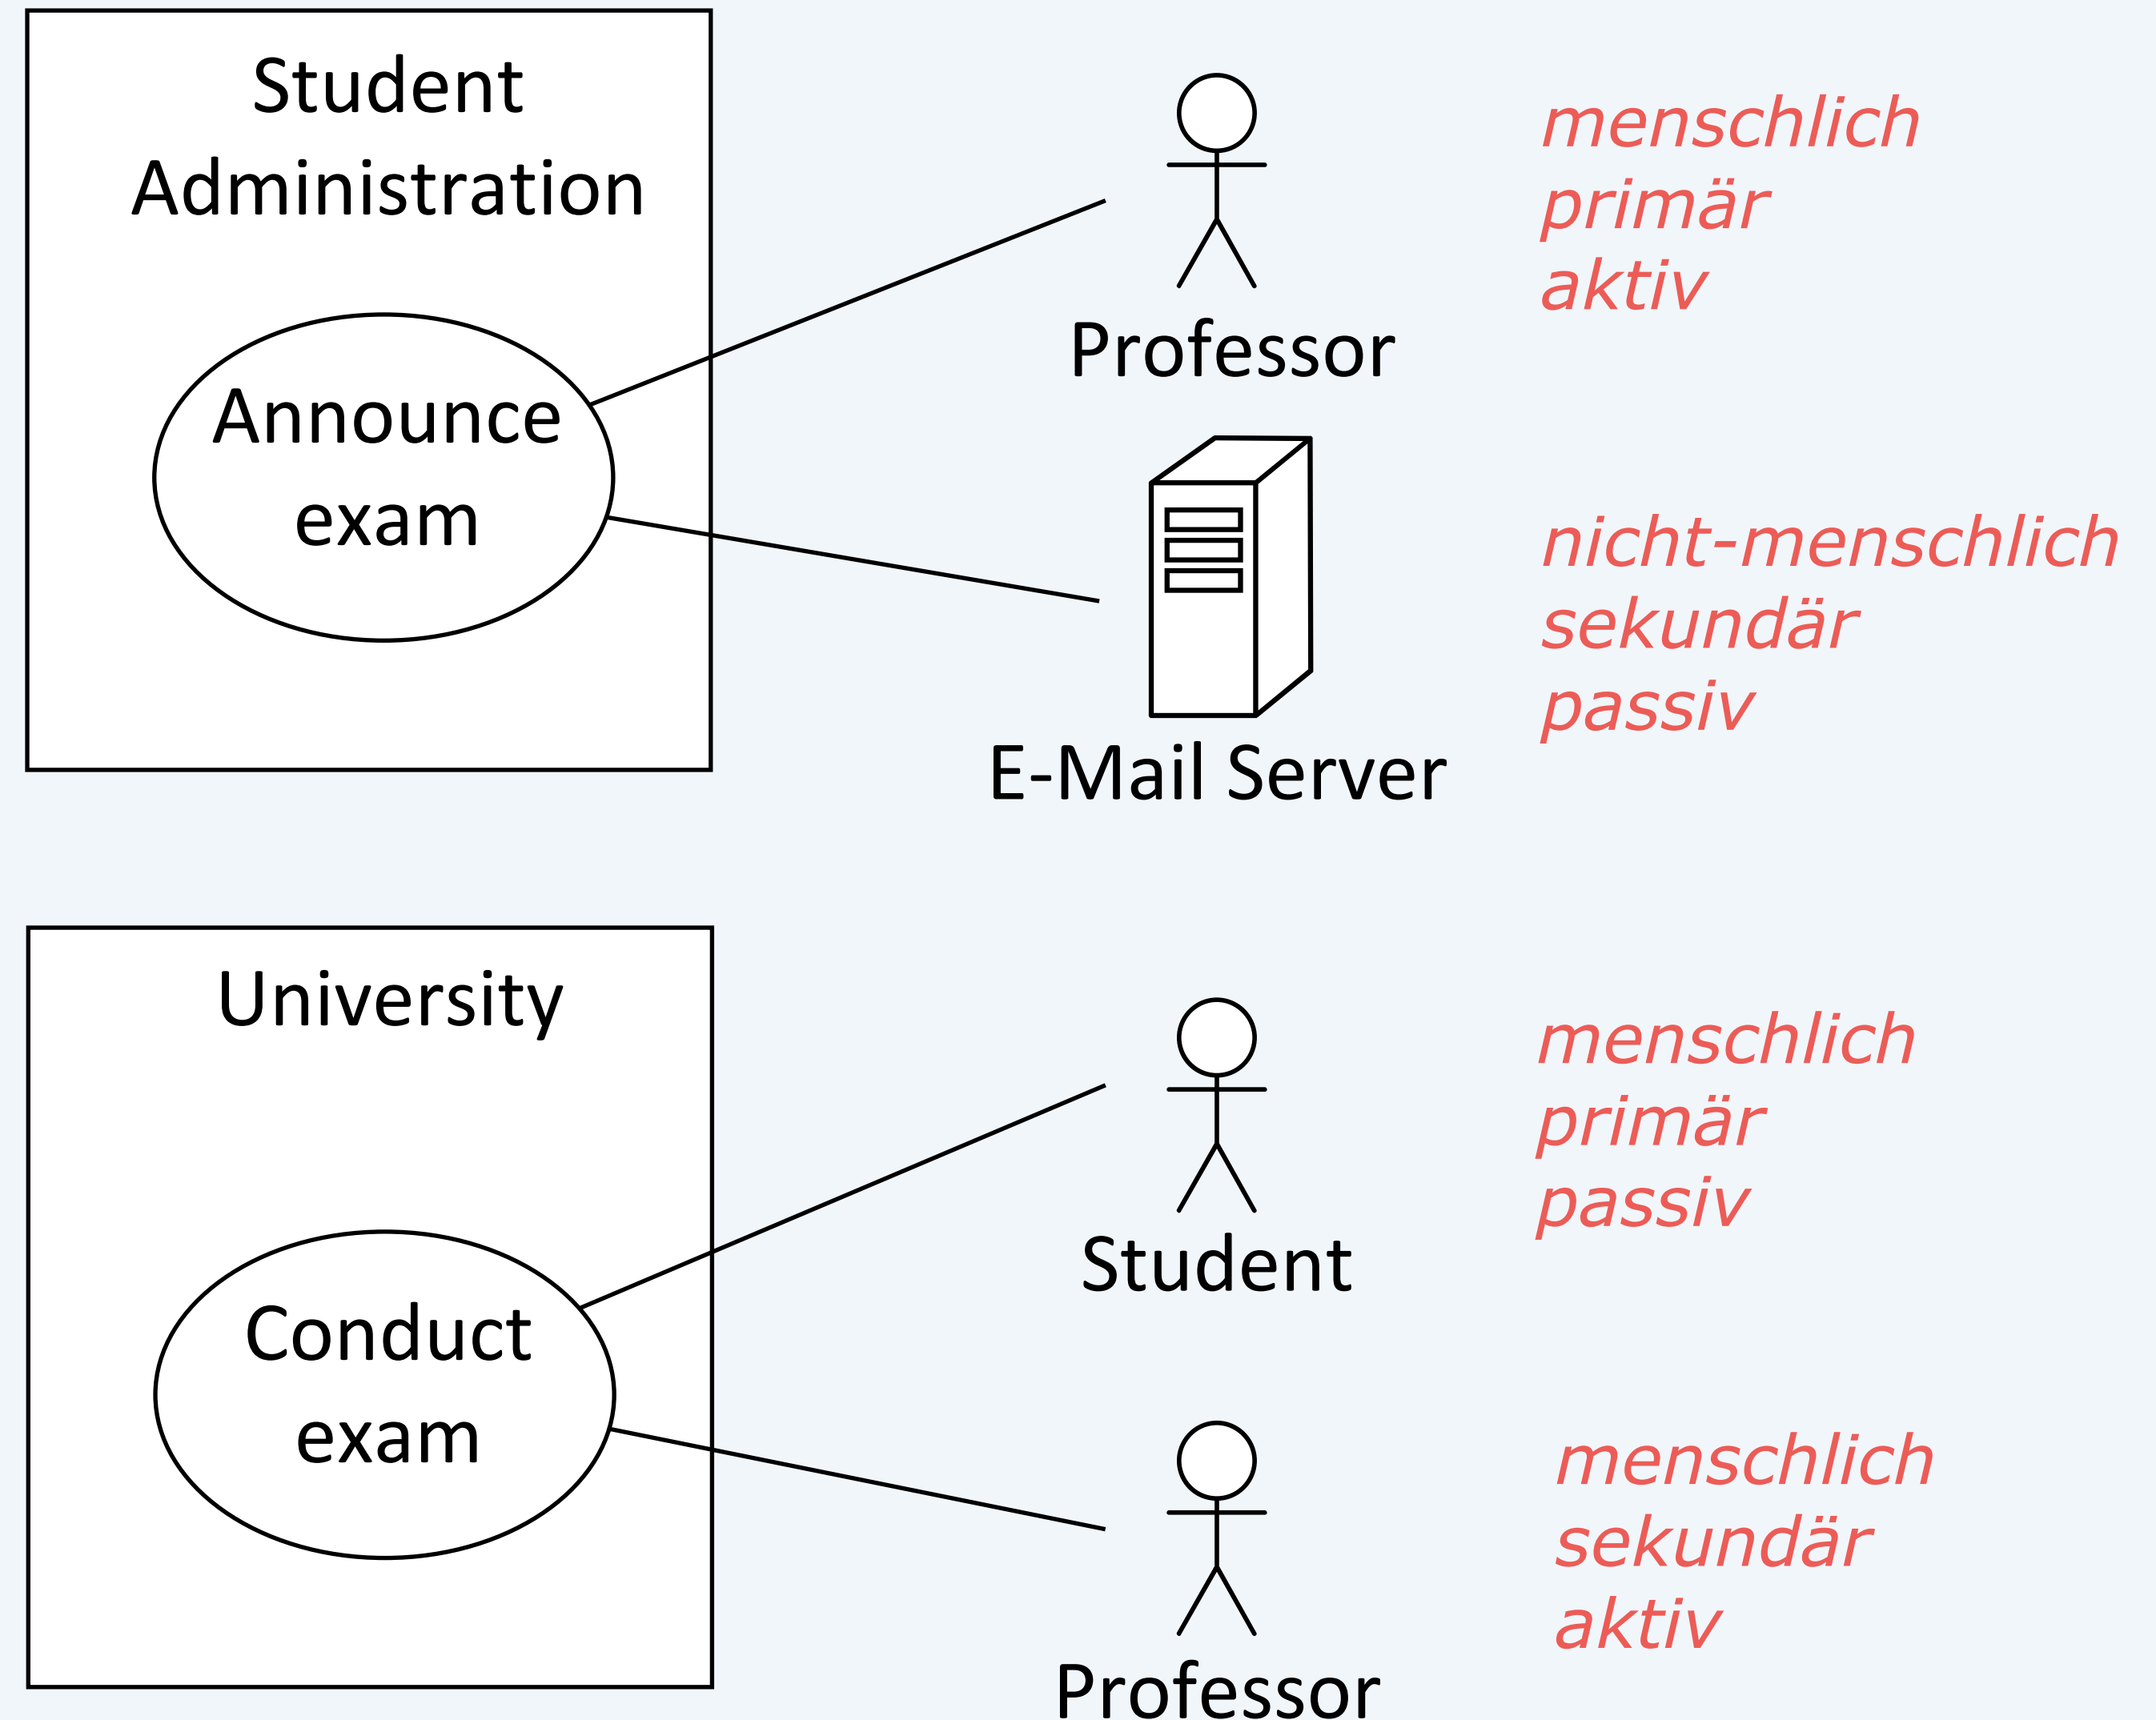 Student
Administration
Announce
exam
Professor
menschlich
primär
aktiv
E-Mail Server
nicht-menschlich
sekundär
passiv
University
Conduct
exam
Student
menschlich
primär
passiv
Professor
menschlich
sekundär
aktiv